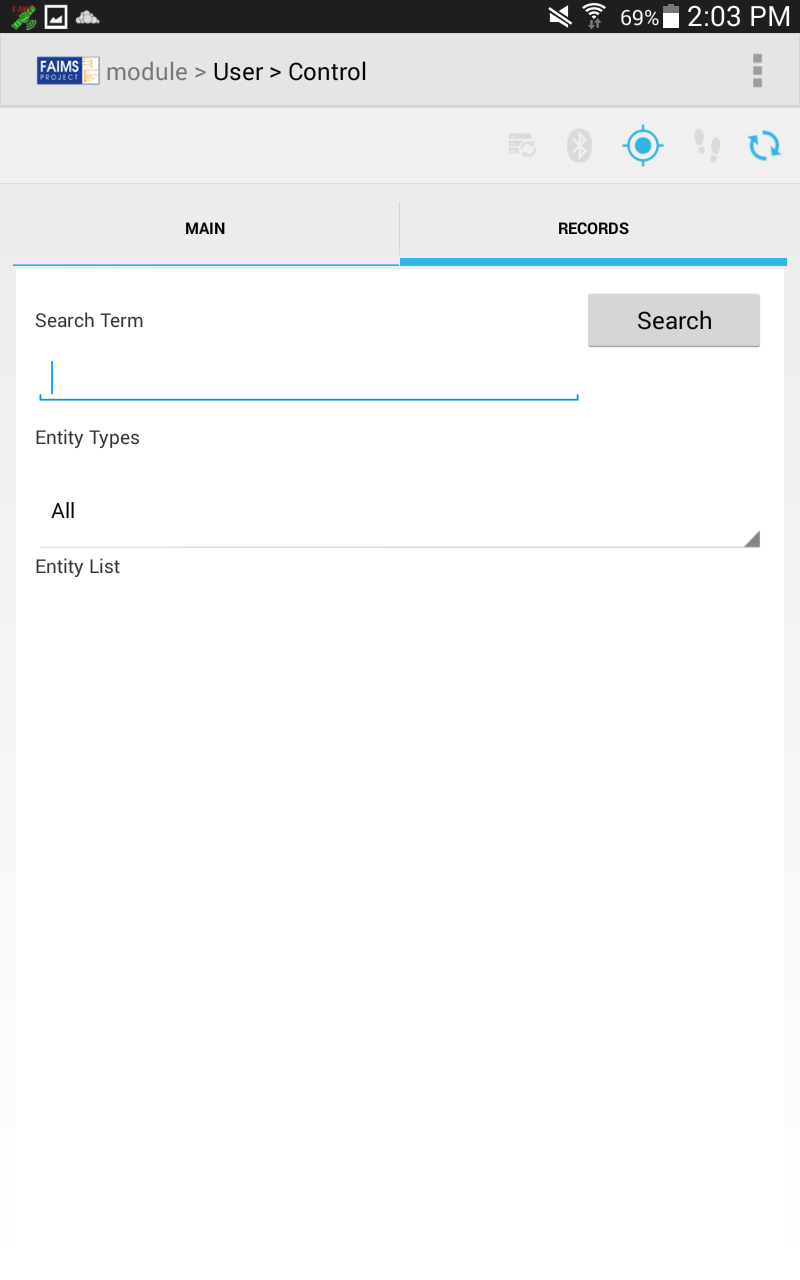 69% 2:03 PM
FAIMS
PROJECT
module > User > Control
MAIN
RECORDS
Search Term
Search
Entity Types
All
Entity List